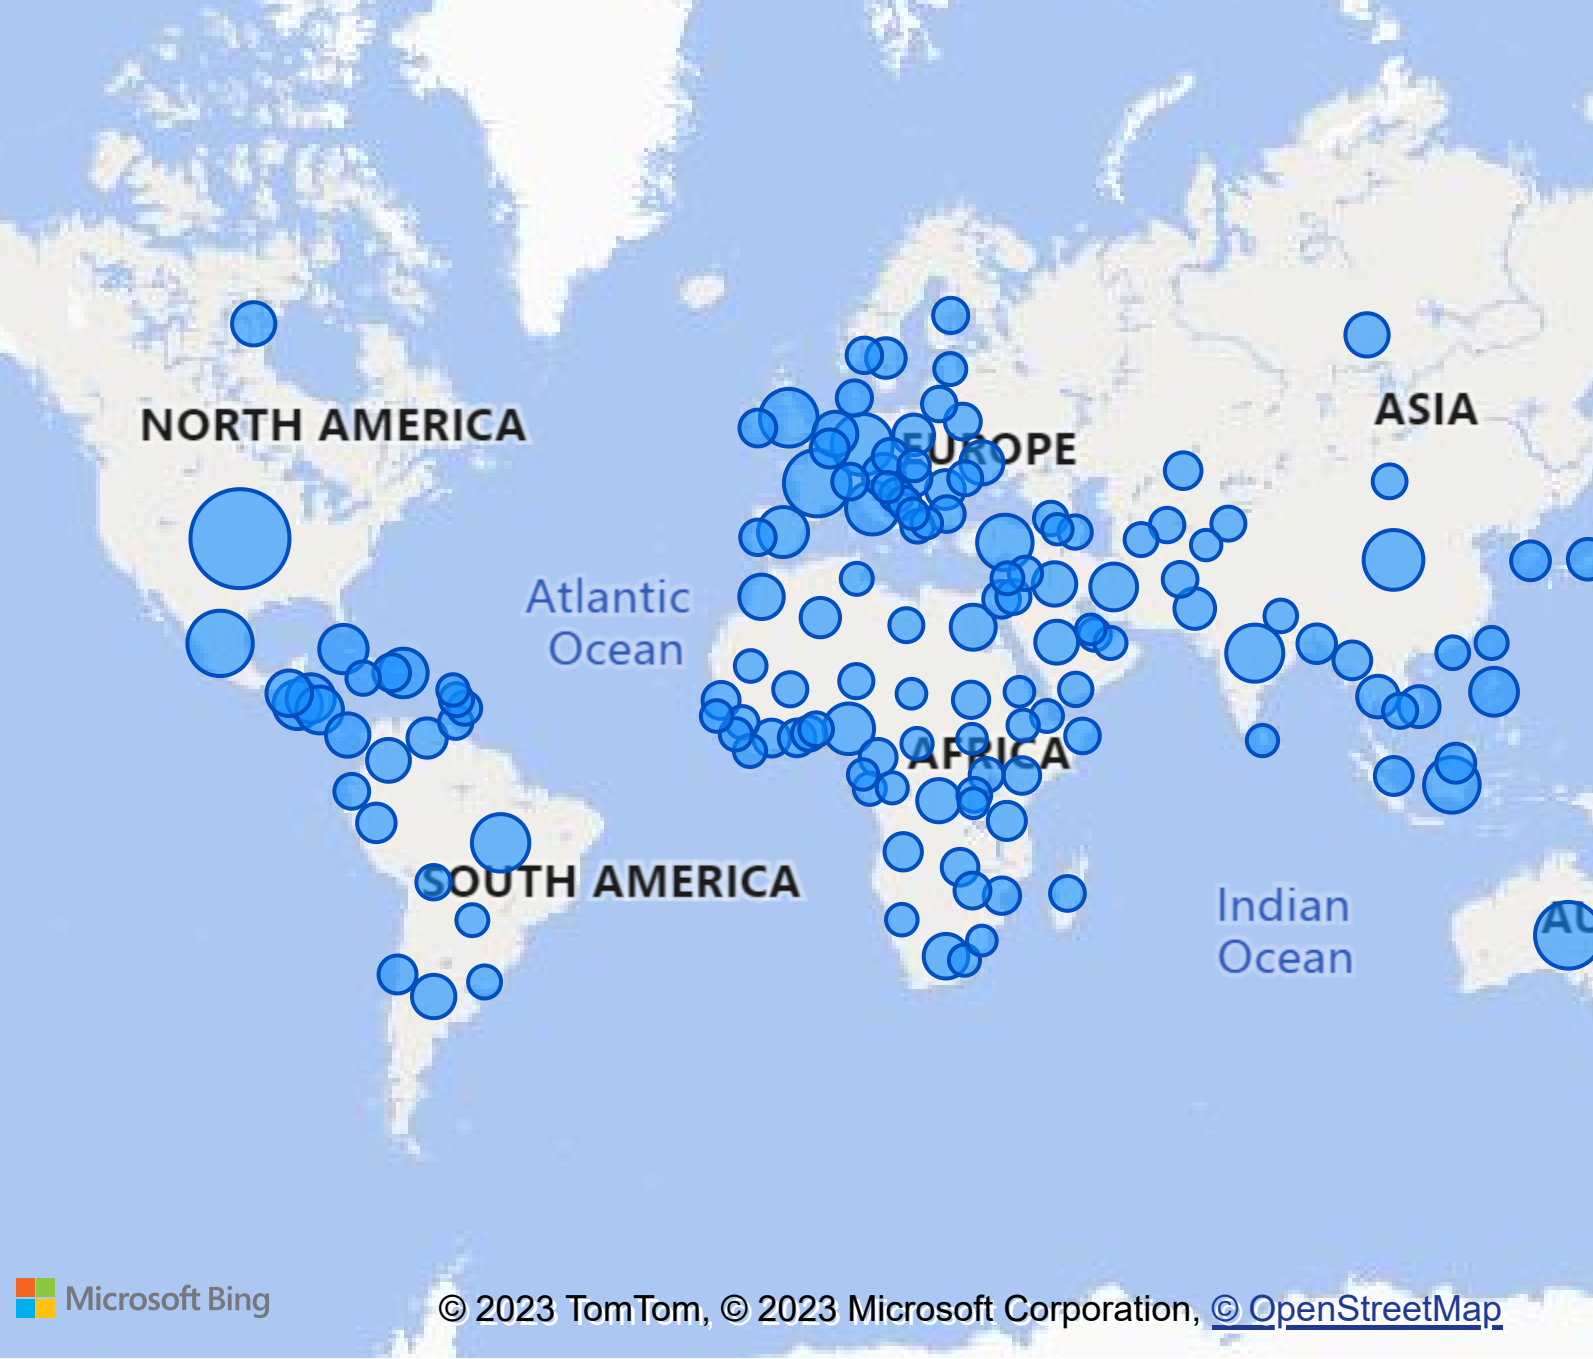 NORTH AMERICA
ASIA
EUROPE
Atlantic
Ocean
AFRICA
SOUTH AMERICA
Indian
Ocean
AU
Microsoft Bing
© 2023 TomTom, © 2023 Microsoft Corporation, © OpenStreetMap